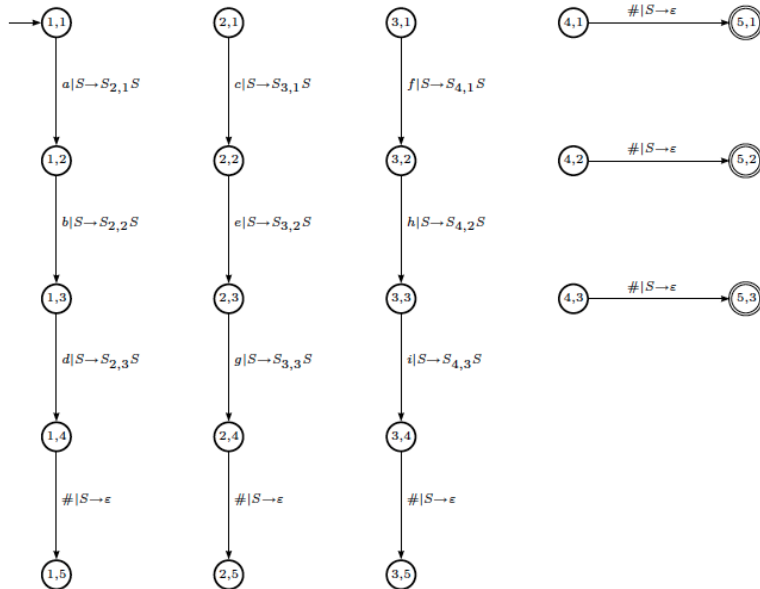 1,1 2,1 3,1 4,1 #|S→ε 5,1
a|S→S₂,₁S c|S→S₃,₁S f|S→S₄,₁S
1,2 2,2 3,2 4,2 #|S→ε 5,2
b|S→S₂,₂S e|S→S₃,₂S h|S→S₄,₂S
1,3 2,3 3,3 4,3 #|S→ε 5,3
d|S→S₂,₃S g|S→S₃,₃S i|S→S₄,₃S
1,4 2,4 3,4
#|S→ε #|S→ε #|S→ε
1,5 2,5 3,5